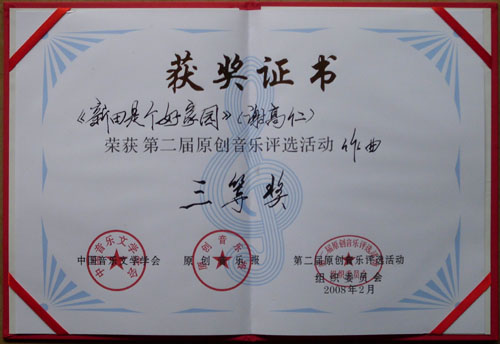 获奖证书
《新田是个好家园》(谢高仁)
荣获 第二届原创音乐评选活动 作曲
三等奖
中国音乐文学学会 原创音乐报 第二届原创音乐评选活动
组织委员会
2008年2月